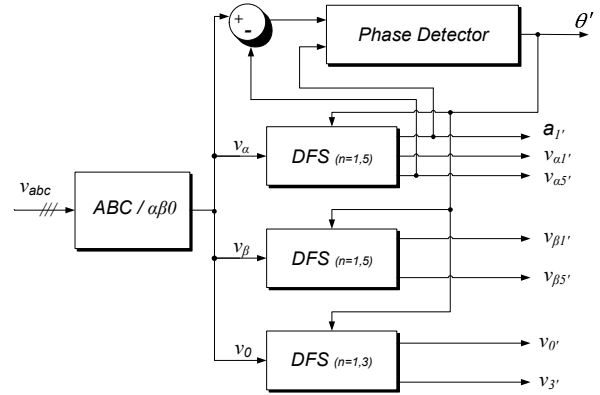 +
-
Phase Detector
θ'
vα
DFS (n=1,5)
a1'
vα1'
vα5'
vabc
ABC / αβ0
vβ
DFS (n=1,5)
vβ1'
vβ5'
v0
DFS (n=1,3)
v0'
v3'